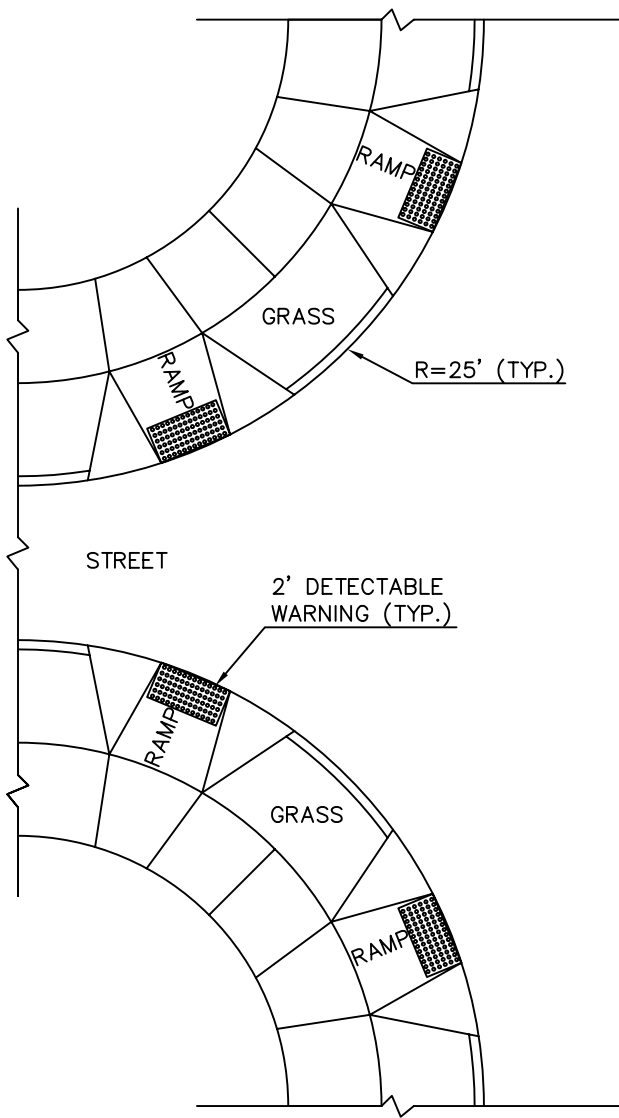 RAMP
GRASS
R=25' (TYP.)
RAMP
STREET
2' DETECTABLE
WARNING (TYP.)
RAMP
GRASS
RAMP